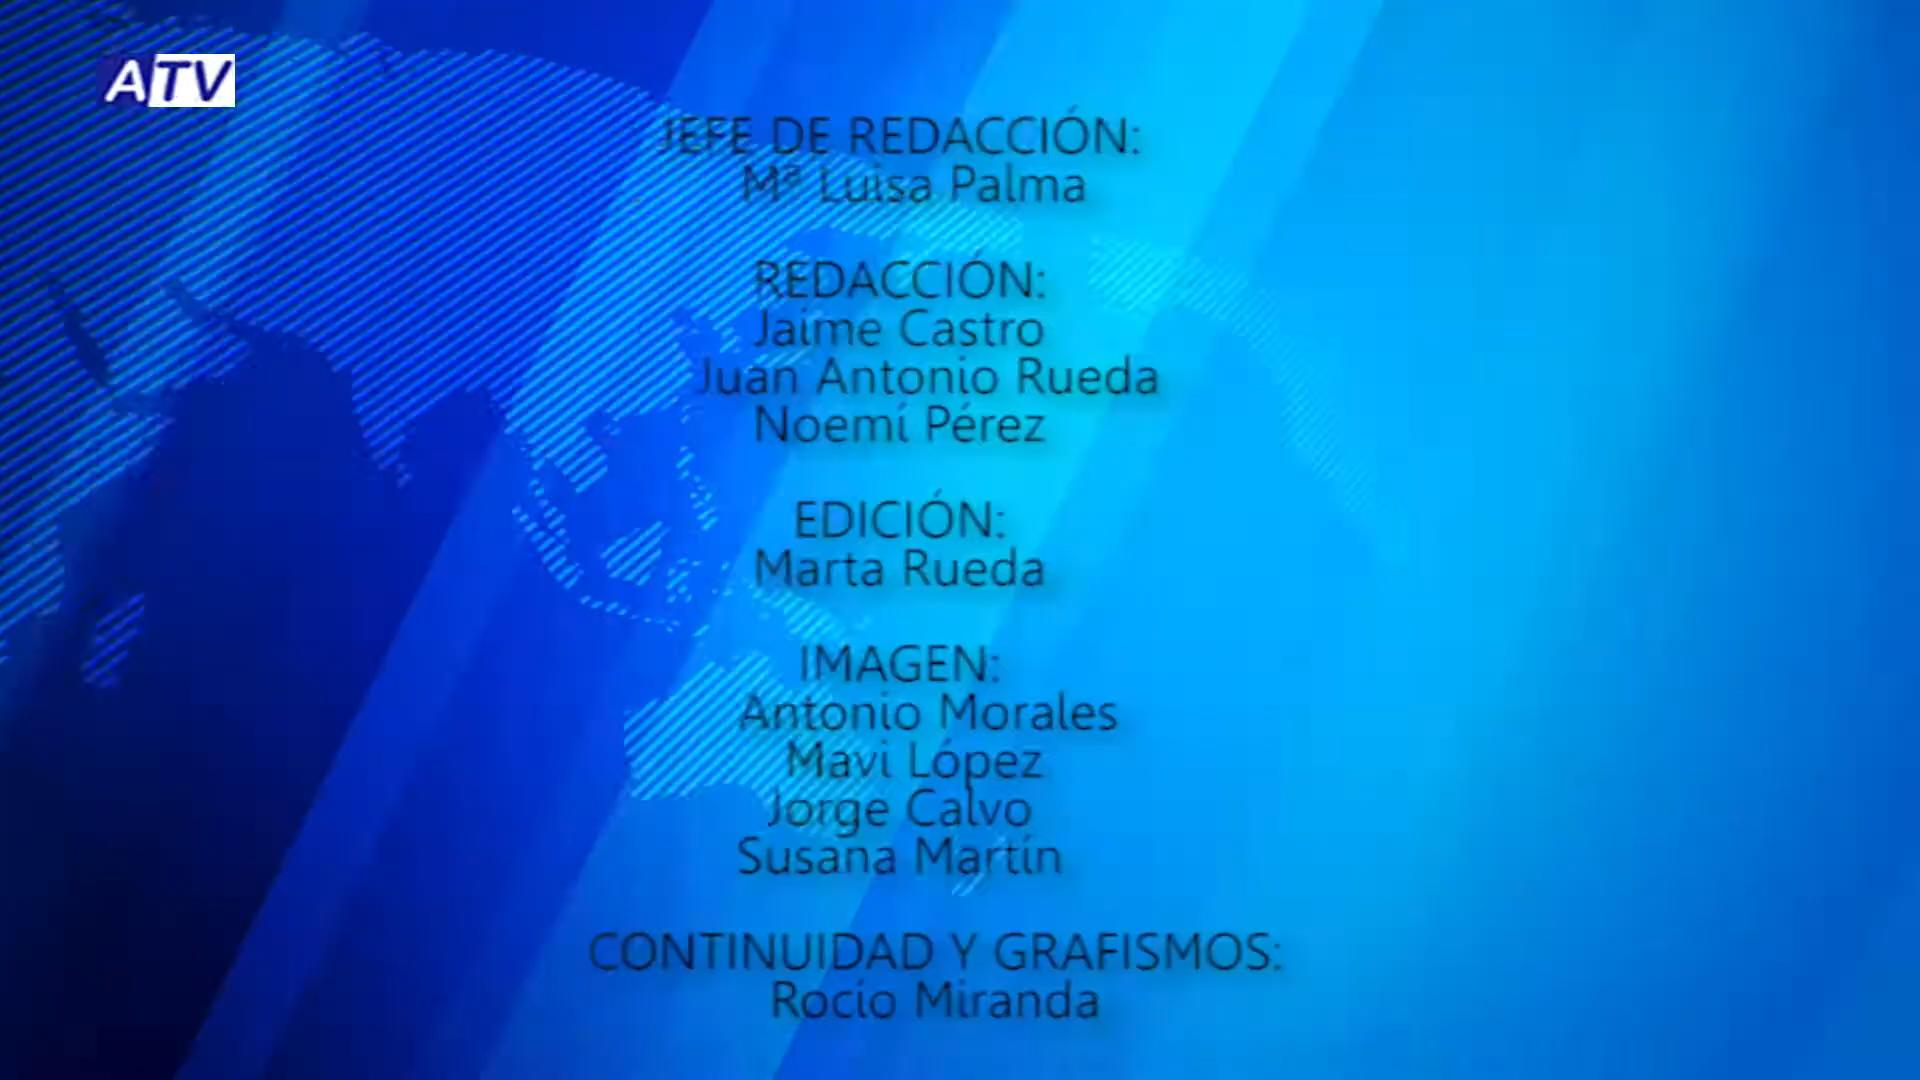 ATV
JEFE DE REDACCIÓN:
Mª Luisa Palma
REDACCIÓN:
Jaime Castro
Juan Antonio Rueda
Noemí Pérez
EDICIÓN:
Marta Rueda
IMAGEN:
Antonio Morales
Mavi López
Jorge Calvo
Susana Martín
CONTINUIDAD Y GRAFISMOS:
Rocío Miranda